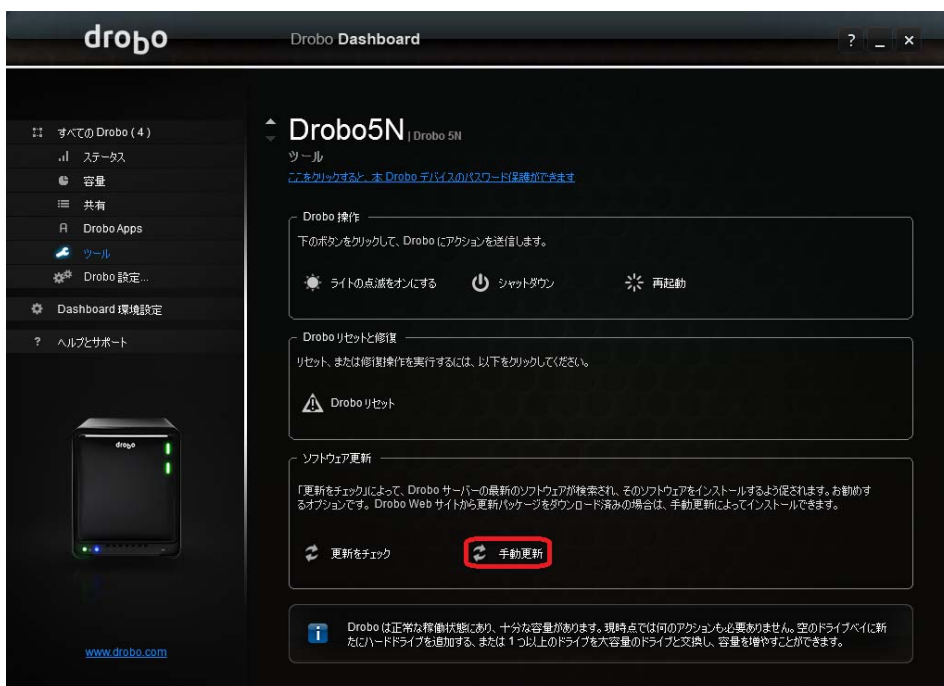 drobo
Drobo Dashboard
? _ ×
すべての Drobo ( 4 )
ステータス
容量
共有
Drobo Apps
ツール
Drobo 設定...
Dashboard 環境設定
? ヘルプとサポート
drobo
www.drobo.com
Drobo5N | Drobo 5N
ツール
ここをクリックすると、本 Drobo デバイスのパスワード保護ができます
Drobo 操作
下のボタンをクリックして、Drobo にアクションを送信します。
ライトの点滅をオンにする シャットダウン 再起動
Drobo リセットと修復
リセット、または修復操作を実行するには、以下をクリックしてください。
Drobo リセット
ソフトウェア更新
「更新をチェック」によって、Drobo サーバーの最新のソフトウェアが検索され、そのソフトウェアをインストールするよう促されます。お勧めす
るオプションです。Drobo Web サイトから更新パッケージをダウンロード済みの場合は、手動更新によってインストールできます。
更新をチェック 手動更新
Drobo は正常な稼働状態にあり、十分な容量があります。現時点では何のアクションも必要ありません。空のドライブベイに新
たにハードドライブを追加する、または 1 つ以上のドライブを大容量のドライブと交換し、容量を増やすことができます。